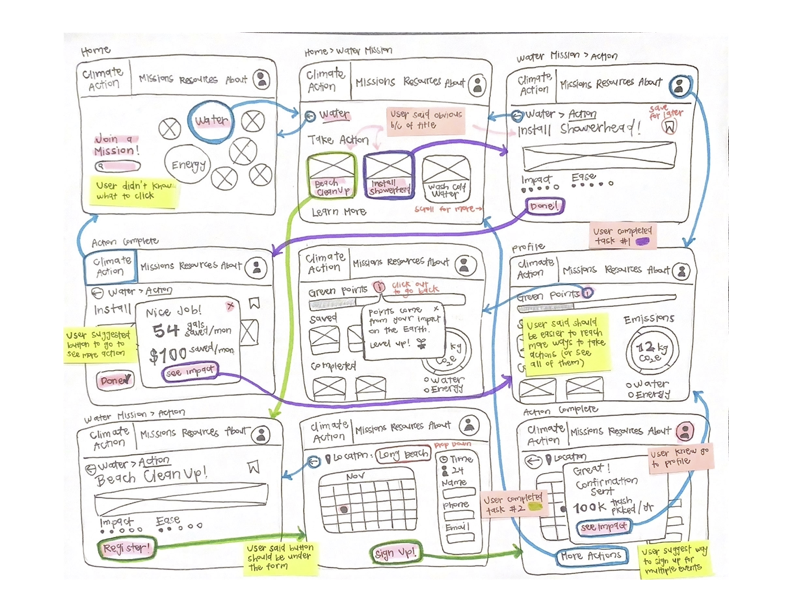 Home
Climate
Action
Missions Resources About
Water
Join a
Mission!
Energy
User didn't know
what to click
Home > Water Mission
Climate
Action
Missions Resources About
Water
User said obvious
b/c of title
Take Action
Beach
CleanUp
Install
Showerhead
Wash Cold
Water
Learn More
Scroll for more
Water Mission > Action
Climate
Action
Missions Resources About
Water > Action
Save
for later
Install Showerhead!
Impact
Ease
Done!
User completed
task #1
Action Complete
Climate
Action
Missions Resources About
Water > Action
Install
Nice Job!
x
54 gals
saved/mon
$100 saved/mon
See impact
User suggested
button to go to
see more action
Done!
Climate
Action
Missions Resources About
Green Points
i
Click out
to go back
Saved
Points come
from your impact
on the Earth.
Level up!
x
kg
CO2e
Completed
Water
Energy
Profile
Climate
Action
Missions Resources About
Green Points
i
User said should
be easier to reach
more ways to take
actions (or see
all of them)
Emissions
12 kg
CO2e
Water
Energy
Water Mission > Action
Climate
Action
Missions Resources About
Water > Action
Beach CleanUp!
Impact
Ease
Register!
User said button
should be under
the form
Climate
Action
Missions Resources About
Location:
Long Beach
Drop Down
Nov
Time
24
Name
Phone
Email
Sign Up!
User completed
task #2
Action Complete
Climate
Action
Missions Resources About
Location
User knew go
to profile
Great!
Confirmation
Sent
100k trash
picked/yr
See impact
More Actions
User suggest way
to sign up for
multiple events